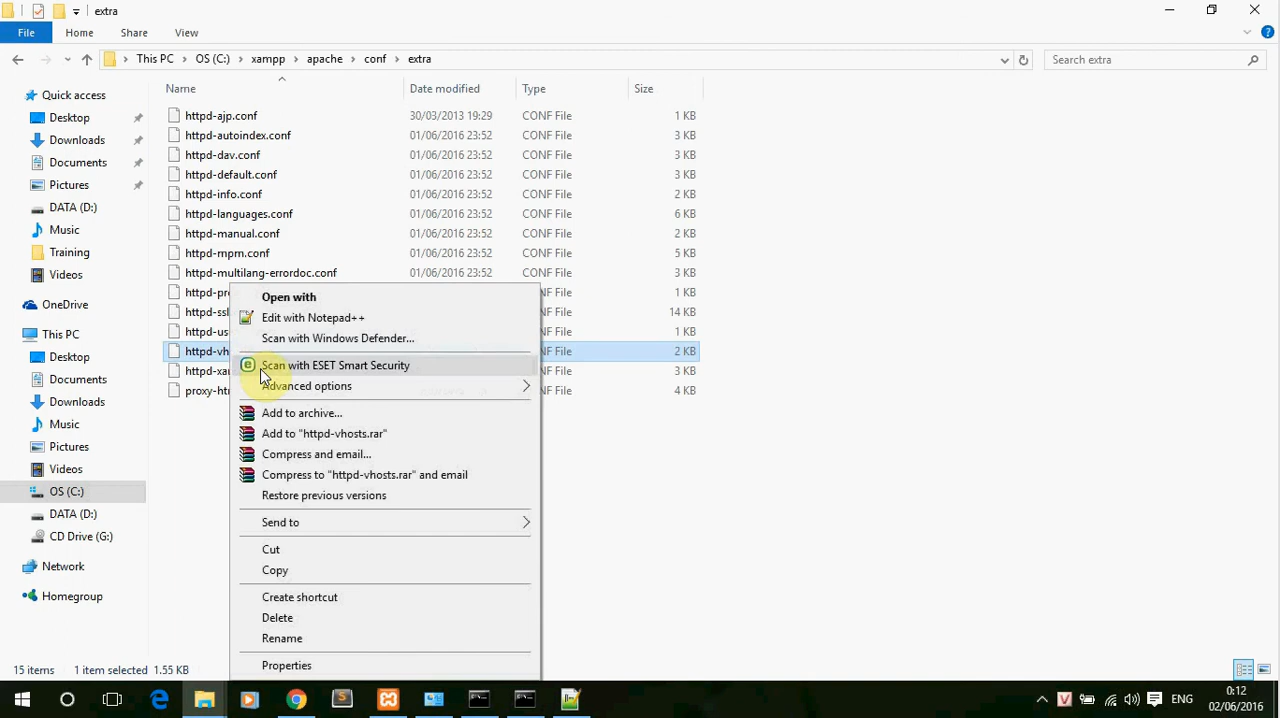 extra
File
Home
Share
View
This PC
OS (C:)
xampp
apache
conf
extra
Search extra
Name
Date modified
Type
Size
Quick access
Desktop
Downloads
Documents
Pictures
DATA (D:)
Music
Training
Videos
OneDrive
This PC
Desktop
Documents
Downloads
Music
Pictures
Videos
OS (C:)
DATA (D:)
CD Drive (G:)
Network
Homegroup
httpd-ajp.conf 30/03/2013 19:29 CONF File 1 KB
httpd-autoindex.conf 01/06/2016 23:52 CONF File 3 KB
httpd-dav.conf 01/06/2016 23:52 CONF File 3 KB
httpd-default.conf 01/06/2016 23:52 CONF File 3 KB
httpd-info.conf 01/06/2016 23:52 CONF File 2 KB
httpd-languages.conf 01/06/2016 23:52 CONF File 6 KB
httpd-manual.conf 01/06/2016 23:52 CONF File 2 KB
httpd-mpm.conf 01/06/2016 23:52 CONF File 5 KB
httpd-multilang-errordoc.conf 01/06/2016 23:52 CONF File 3 KB
httpd-pr NF File 1 KB
httpd-ssl NF File 14 KB
httpd-us NF File 1 KB
httpd-vh NF File 2 KB
httpd-xa NF File 3 KB
proxy-ht NF File 4 KB
Open with
Edit with Notepad++
Scan with Windows Defender...
Scan with ESET Smart Security
Advanced options
Add to archive...
Add to "httpd-vhosts.rar"
Compress and email...
Compress to "httpd-vhosts.rar" and email
Restore previous versions
Send to
Cut
Copy
Create shortcut
Delete
Rename
Properties
15 items
1 item selected 1.55 KB
ENG
02/06/2016